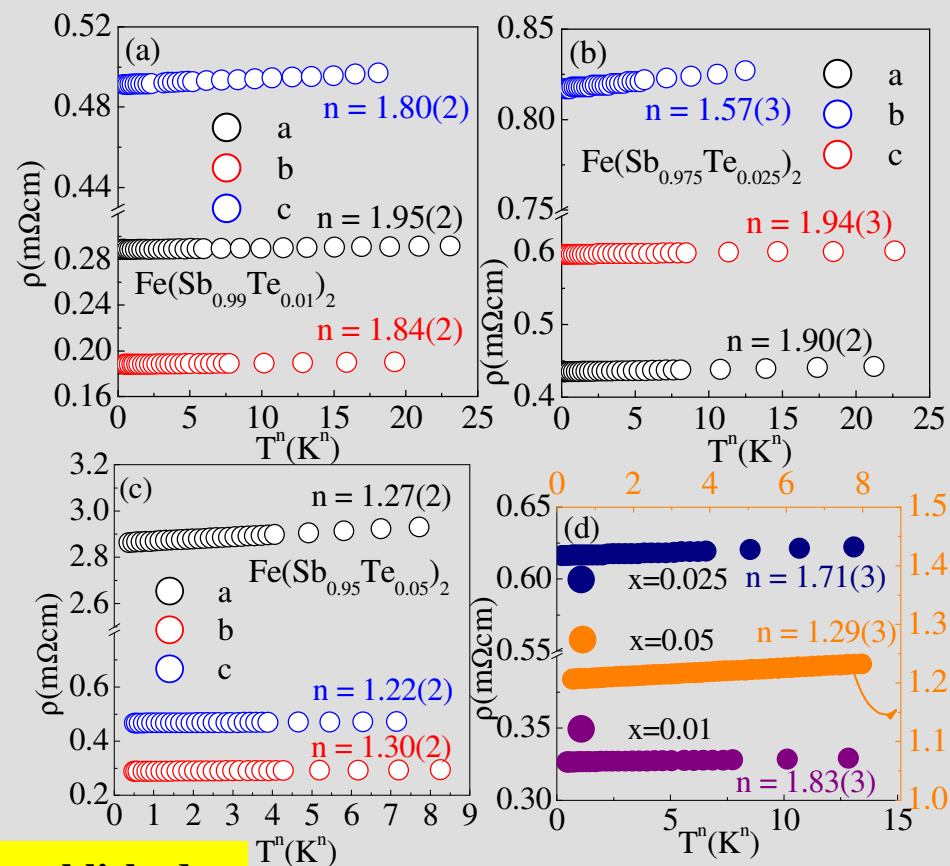 (a)
0.52
0.48
0.44
0.28
0.20
0.16
ρ(mΩcm)
n = 1.80(2)
a
b
c
n = 1.95(2)
Fe(Sb0.99Te0.01)2
n = 1.84(2)
0 5 10 15 20 25
Tⁿ(Kⁿ)
(b)
0.85
0.80
0.75
0.6
0.5
0.4
ρ(mΩcm)
a
b
c
n = 1.57(3)
Fe(Sb0.975Te0.025)2
n = 1.94(3)
n = 1.90(2)
0 5 10 15 20 25
Tⁿ(Kⁿ)
(c)
3.2
3.0
2.8
2.6
0.6
0.4
0.2
ρ(mΩcm)
n = 1.27(2)
Fe(Sb0.95Te0.05)2
a
b
c
n = 1.22(2)
n = 1.30(2)
0 1 2 3 4 5 6 7 8 9
Tⁿ(Kⁿ)
(d)
0 2 4 6 8
0.65
0.60
0.55
0.35
0.30
ρ(mΩcm)
1.5
1.4
1.3
1.2
1.1
1.0
x=0.025
n = 1.71(3)
x=0.05
n = 1.29(3)
x=0.01
n = 1.83(3)
0 5 10 15
Tⁿ(Kⁿ)